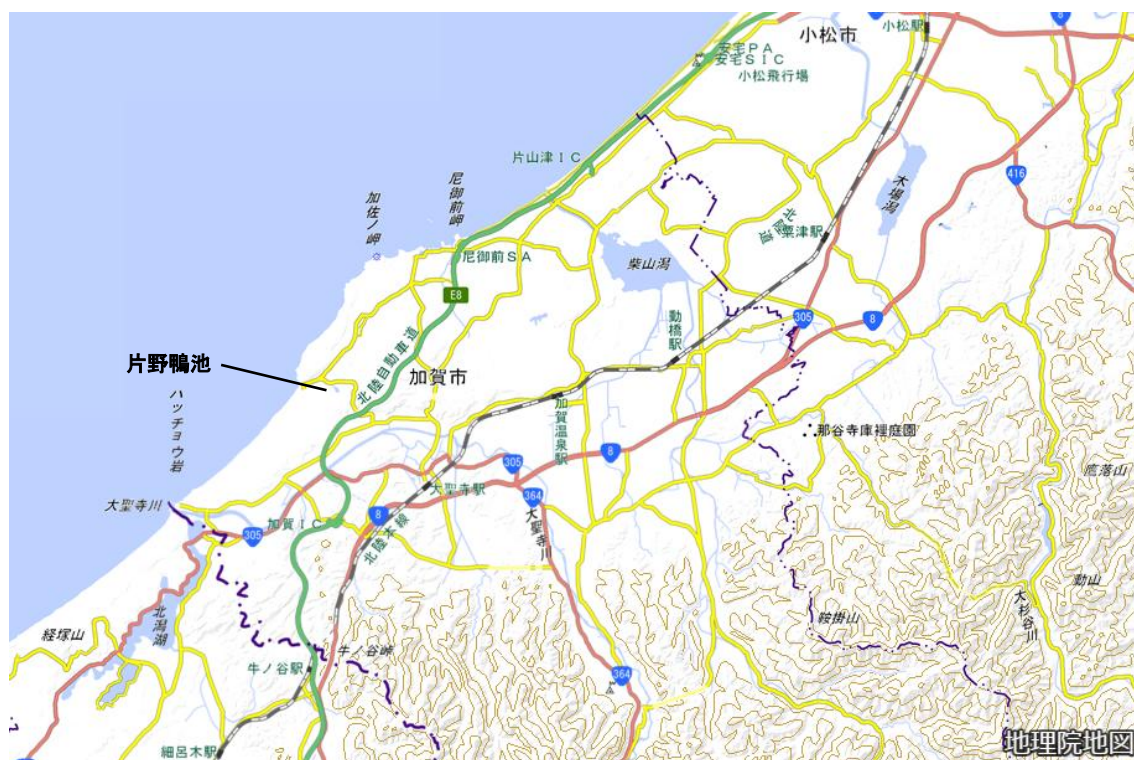 小松駅
8
小松市
安宅PA
安宅SIC
小松飛行場
片山津IC
416
木場潟
尼御前岬
加佐ノ岬
北陸道
粟津駅
尼御前SA
柴山潟
E8
305
8
動橋駅
北陸自動車道
片野鴨池
加賀市
ハッチョウ岩
加賀温泉駅
那谷寺庫裡庭園
8
305
鷹落山
大聖寺駅
364
大聖寺川
8
加賀IC
305
大聖寺川
北陸本線
動山
大杉谷川
北潟湖
鞍掛山
経塚山
牛ノ谷峠
牛ノ谷駅
364
細呂木駅
地理院地図